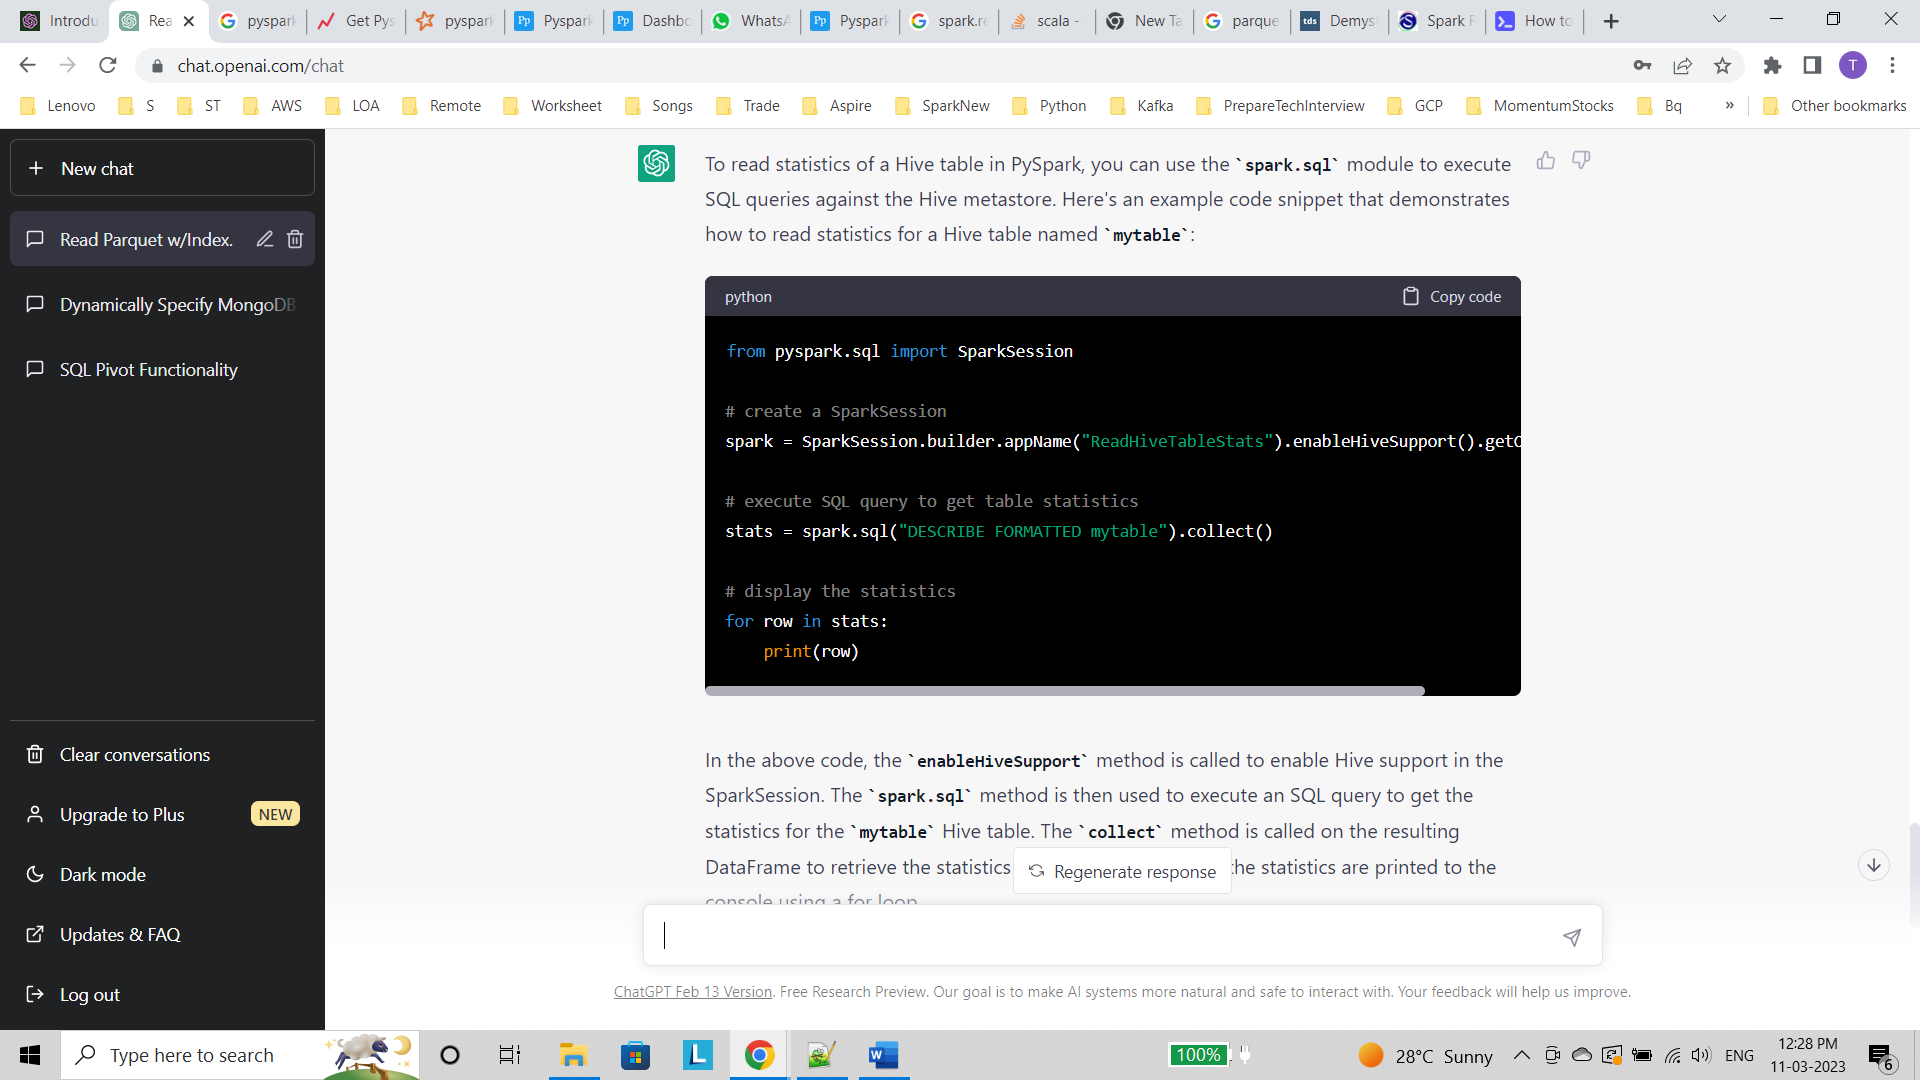 Introdu
Rea
pyspark
Get Pys
pyspark
Pyspark
Dashbo
WhatsA
Pyspark
spark.re
scala -
New Ta
parque
Demys
Spark F
How to
chat.openai.com/chat
T
Lenovo
S
ST
AWS
LOA
Remote
Worksheet
Songs
Trade
Aspire
SparkNew
Python
Kafka
PrepareTechInterview
GCP
MomentumStocks
Bq
»
Other bookmarks
+ New chat
Read Parquet w/Index.
Dynamically Specify MongoDB
SQL Pivot Functionality
Clear conversations
Upgrade to Plus NEW
Dark mode
Updates & FAQ
Log out
To read statistics of a Hive table in PySpark, you can use the `spark.sql` module to execute
SQL queries against the Hive metastore. Here's an example code snippet that demonstrates
how to read statistics for a Hive table named `mytable`:
python Copy code
from pyspark.sql import SparkSession
# create a SparkSession
spark = SparkSession.builder.appName("ReadHiveTableStats").enableHiveSupport().getO
# execute SQL query to get table statistics
stats = spark.sql("DESCRIBE FORMATTED mytable").collect()
# display the statistics
for row in stats:
    print(row)
In the above code, the `enableHiveSupport` method is called to enable Hive support in the
SparkSession. The `spark.sql` method is then used to execute an SQL query to get the
statistics for the `mytable` Hive table. The `collect` method is called on the resulting
DataFrame to retrieve the statistics the statistics are printed to the
Regenerate response
console using a for loop.
ChatGPT Feb 13 Version. Free Research Preview. Our goal is to make AI systems more natural and safe to interact with. Your feedback will help us improve.
Type here to search
L
W
100%
28°C Sunny
ENG
12:28 PM
11-03-2023
6